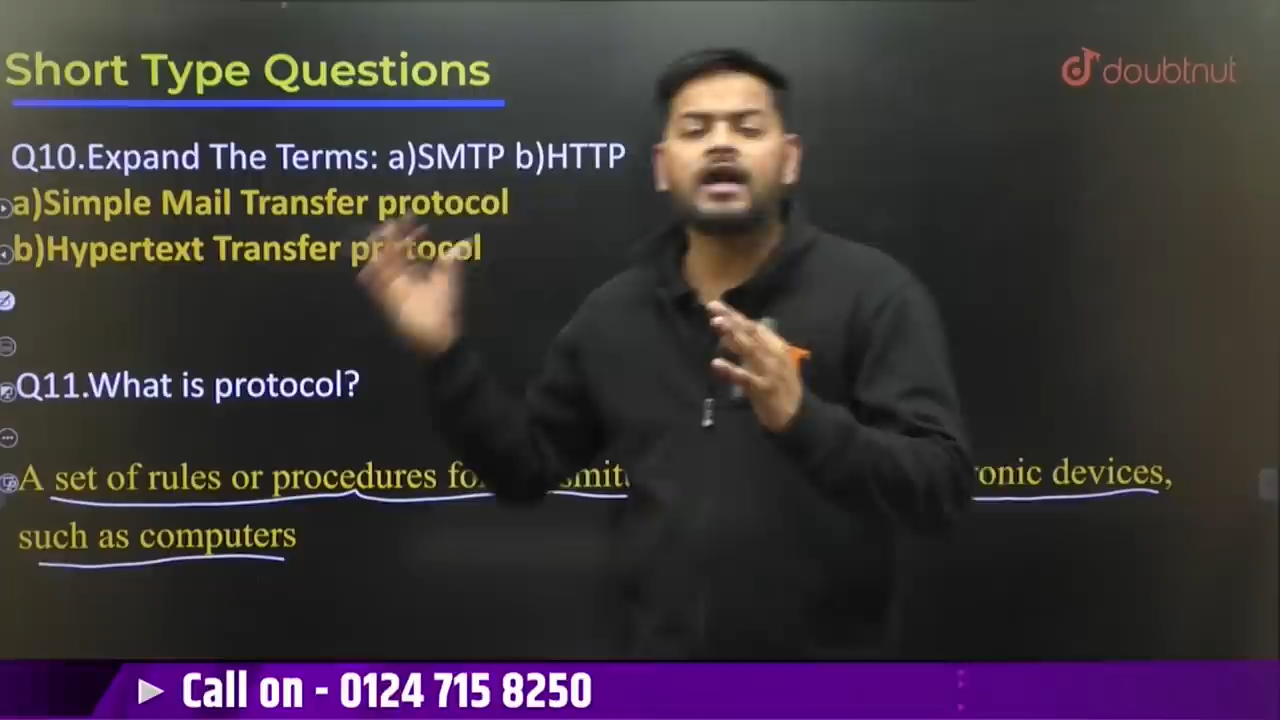 Short Type Questions
doubtnut
Q10.Expand The Terms: a)SMTP b)HTTP
a)Simple Mail Transfer protocol
b)Hypertext Transfer protocol
Q11.What is protocol?
A set of rules or procedures devices,
such as computers
Call on - 0124 715 8250